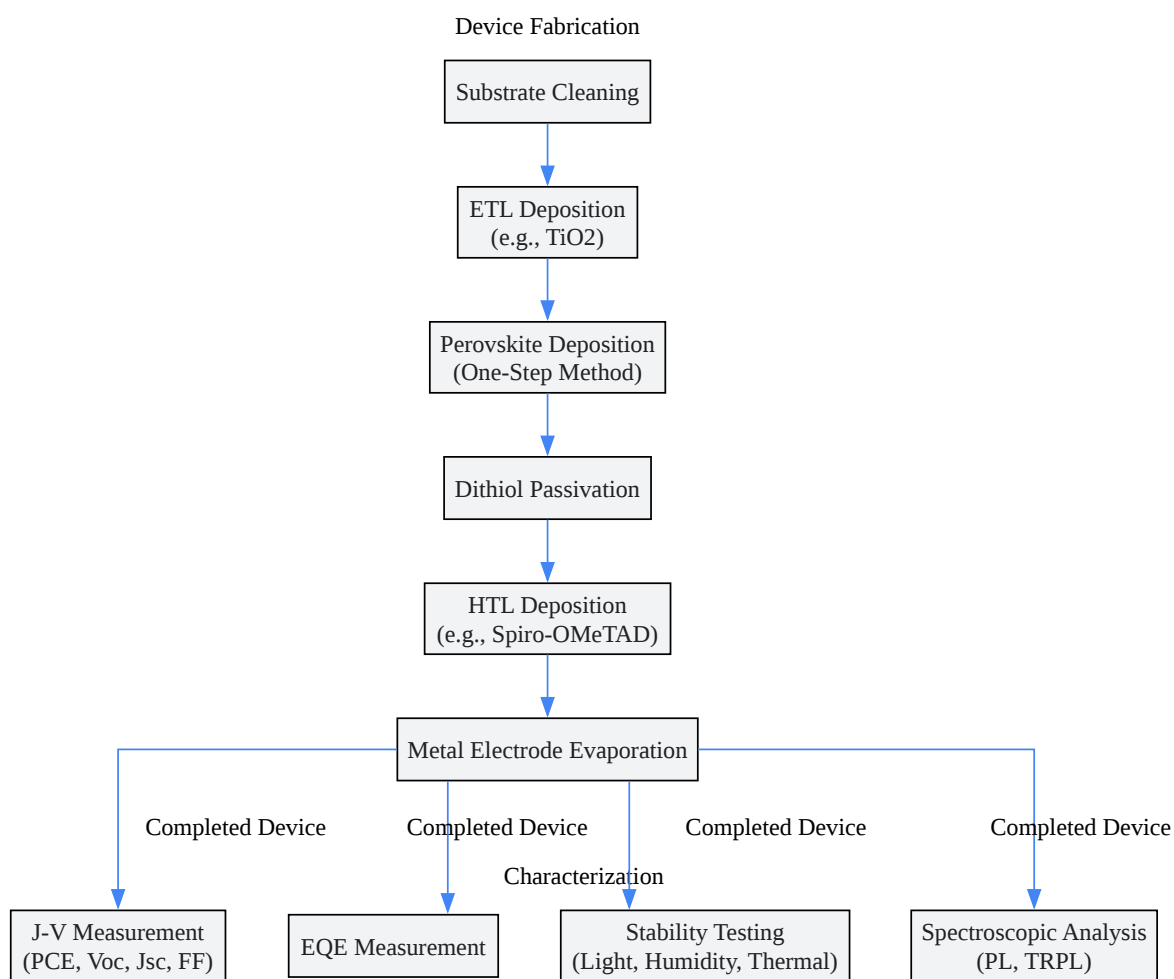 Device Fabrication
Substrate Cleaning
ETL Deposition
(e.g., TiO2)
Perovskite Deposition
(One-Step Method)
Dithiol Passivation
HTL Deposition
(e.g., Spiro-OMeTAD)
Metal Electrode Evaporation
Completed Device
Completed Device
Completed Device
Completed Device
Characterization
J-V Measurement
(PCE, Voc, Jsc, FF)
EQE Measurement
Stability Testing
(Light, Humidity, Thermal)
Spectroscopic Analysis
(PL, TRPL)